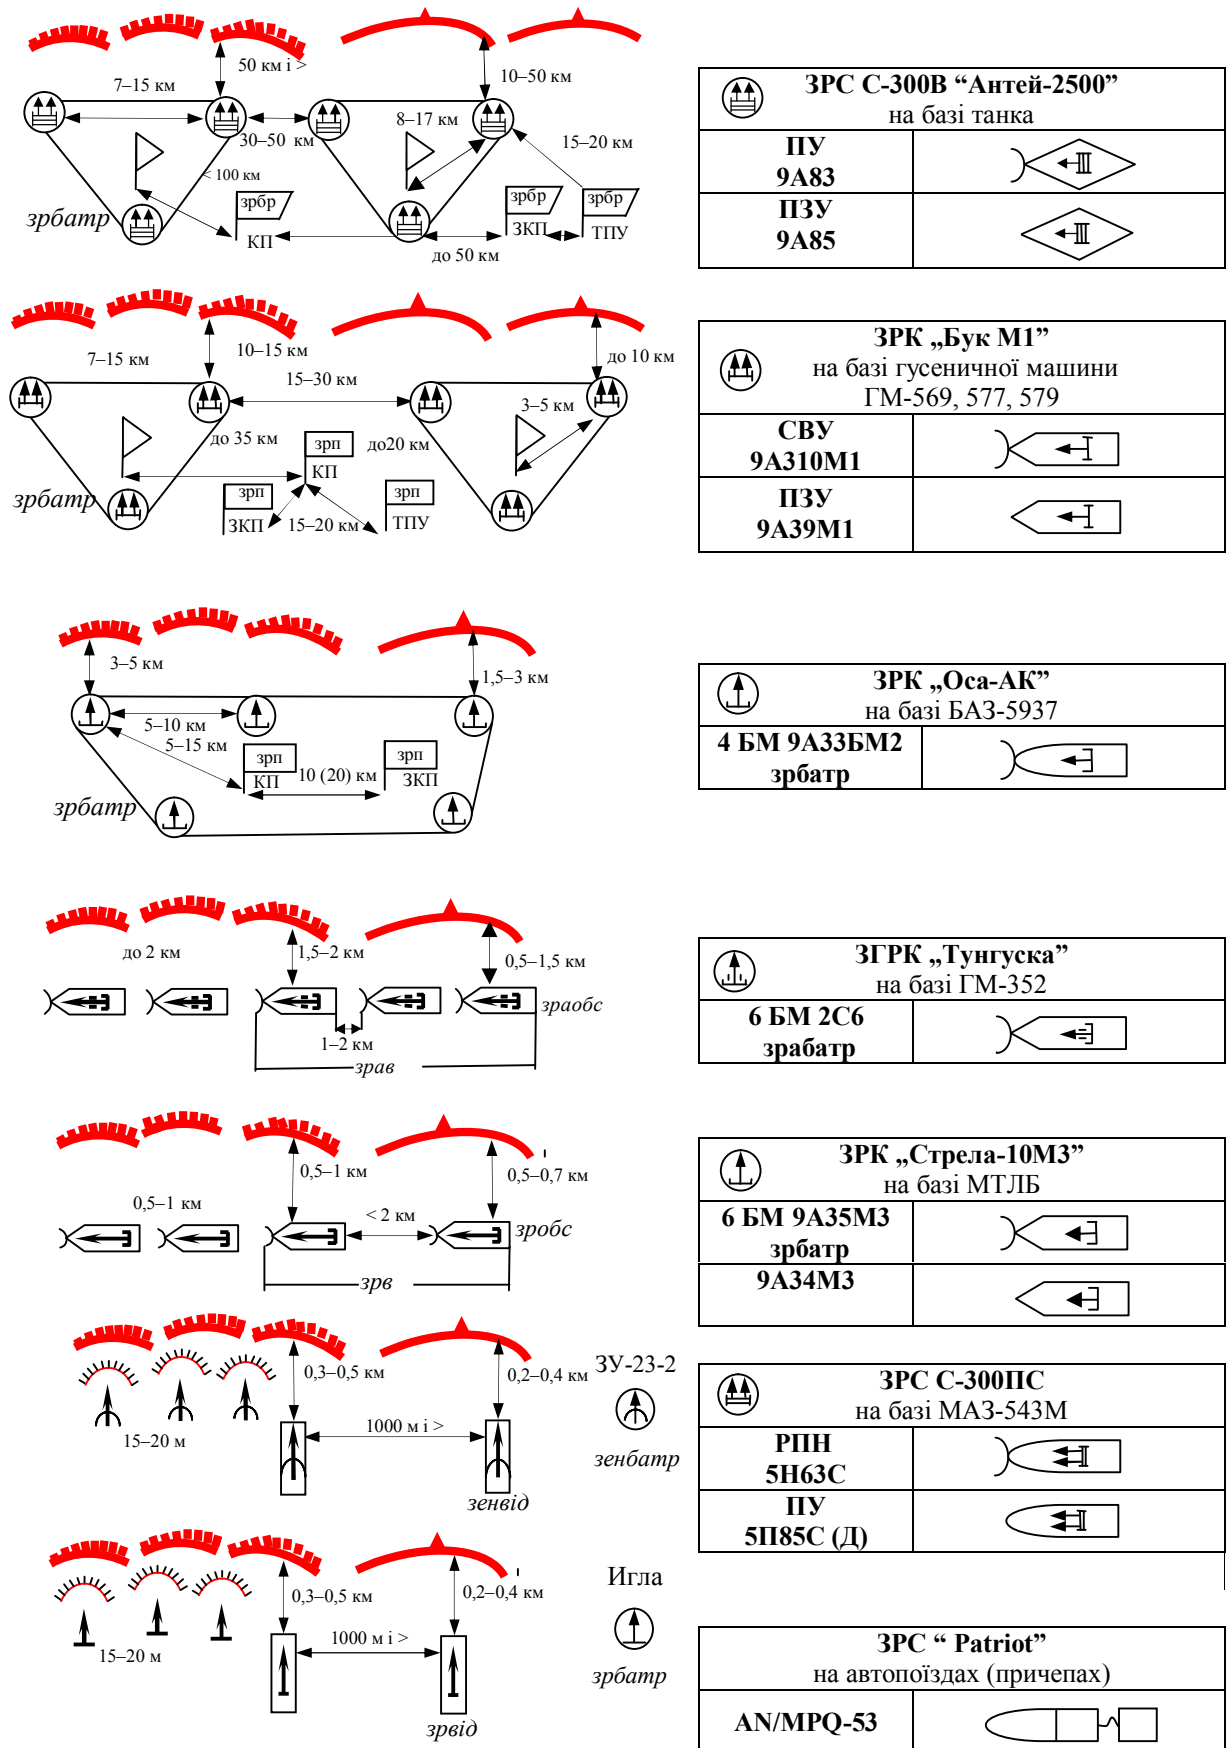 50 км і >
7–15 км
10–50 км
30–50 км
8–17 км
15–20 км
< 100 км
зрбатр
зрбр
КП
зрбр
ЗКП
зрбр
ТПУ
до 50 км
ЗРС С-300В “Антей-2500”
на базі танка
ПУ
9А83
ПЗУ
9А85
7–15 км
10–15 км
15–30 км
до 10 км
3–5 км
до 35 км
до20 км
зрп
КП
зрбатр
зрп
ЗКП
15–20 км
зрп
ТПУ
ЗРК „Бук М1”
на базі гусеничної машини
ГМ-569, 577, 579
СВУ
9А310М1
ПЗУ
9А39М1
3–5 км
1,5–3 км
5–10 км
5–15 км
зрп
КП
10 (20) км
зрп
ЗКП
зрбатр
ЗРК „Оса-АК”
на базі БАЗ-5937
4 БМ 9А33БМ2
зрбатр
до 2 км
1,5–2 км
0,5–1,5 км
зраобс
1–2 км
зрав
ЗГРК „Тунгуска”
на базі ГМ-352
6 БМ 2С6
зрабатр
0,5–1 км
0,5–0,7 км
0,5–1 км
< 2 км
зробс
зрв
ЗРК „Стрела-10М3”
на базі МТЛБ
6 БМ 9А35М3
зрбатр
9А34М3
0,3–0,5 км
0,2–0,4 км
ЗУ-23-2
15–20 м
1000 м і >
зенбатр
зенвід
ЗРС С-300ПС
на базі МАЗ-543М
РПН
5Н63С
ПУ
5П85С (Д)
0,3–0,5 км
0,2–0,4 км
Игла
15–20 м
1000 м і >
зрбатр
зрвід
ЗРС “ Patriot”
на автопоїздах (причепах)
AN/MPQ-53